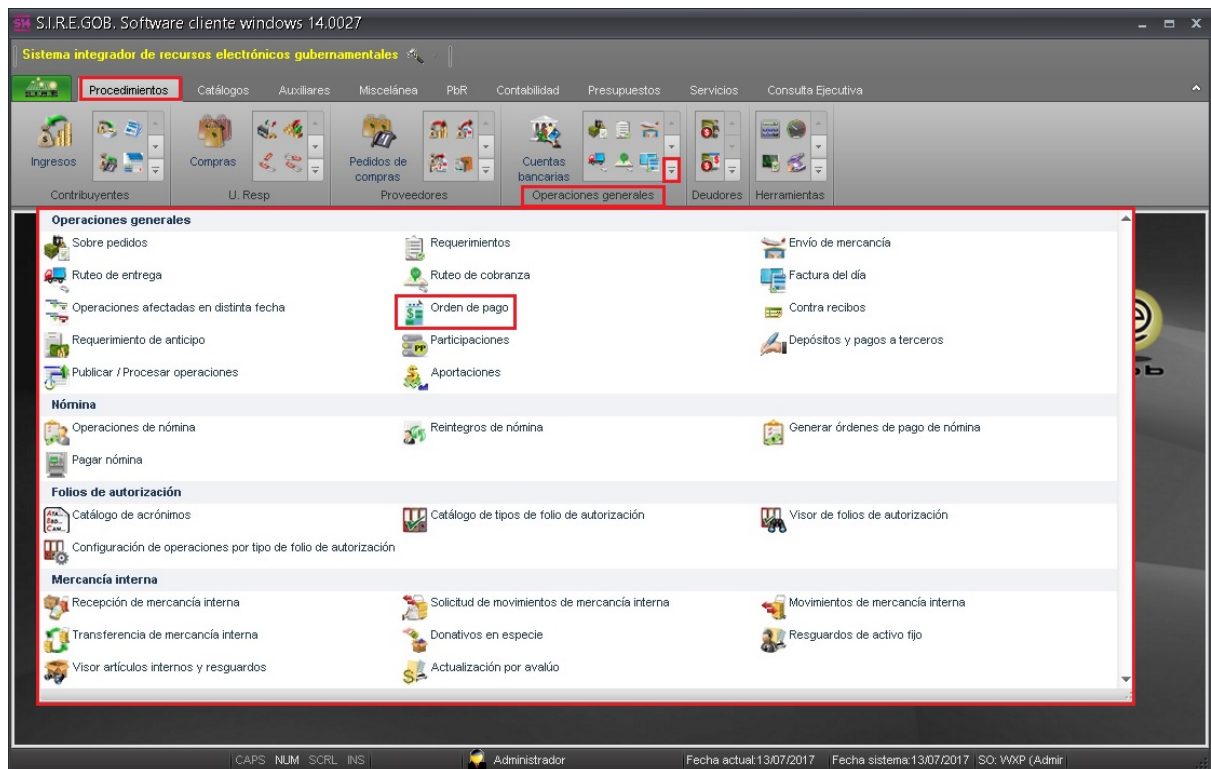 S14 S.I.R.E.GOB. Software cliente windows 14.0027
Sistema integrador de recursos electrónicos gubernamentales
Procedimientos Catálogos Auxiliares Miscelánea PbR Contabilidad Presupuestos Servicios Consulta Ejecutiva
Ingresos Compras Pedidos de compras Cuentas bancarias
Contribuyentes U. Resp Proveedores Operaciones generales Deudores Herramientas
Operaciones generales
Sobre pedidos Requerimientos Envío de mercancía
Ruteo de entrega Ruteo de cobranza Factura del día
Operaciones afectadas en distinta fecha Orden de pago Contra recibos
Requerimiento de anticipo Participaciones Depósitos y pagos a terceros
Publicar / Procesar operaciones Aportaciones
Nómina
Operaciones de nómina Reintegros de nómina Generar órdenes de pago de nómina
Pagar nómina
Folios de autorización
Catálogo de acrónimos Catálogo de tipos de folio de autorización Visor de folios de autorización
Configuración de operaciones por tipo de folio de autorización
Mercancía interna
Recepción de mercancía interna Solicitud de movimientos de mercancía interna Movimientos de mercancía interna
Transferencia de mercancía interna Donativos en especie Resguardos de activo fijo
Visor artículos internos y resguardos Actualización por avalúo
CAPS NUM SCRL INS Administrador Fecha actual:13/07/2017 Fecha sistema:13/07/2017 SO: WXP (Admir